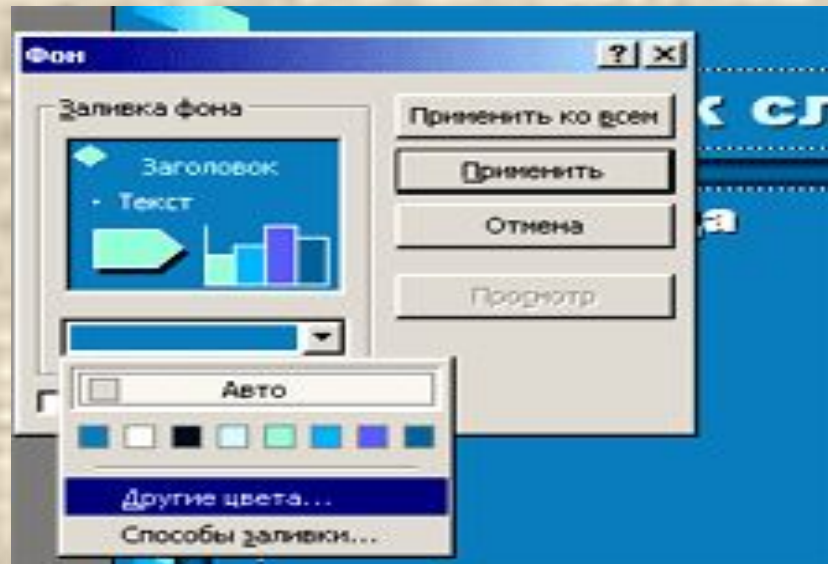 Фон
Заливка фона
Заголовок
Текст
Применить ко всем
Применить
Отмена
Просмотр
Авто
Другие цвета...
Способы заливки...